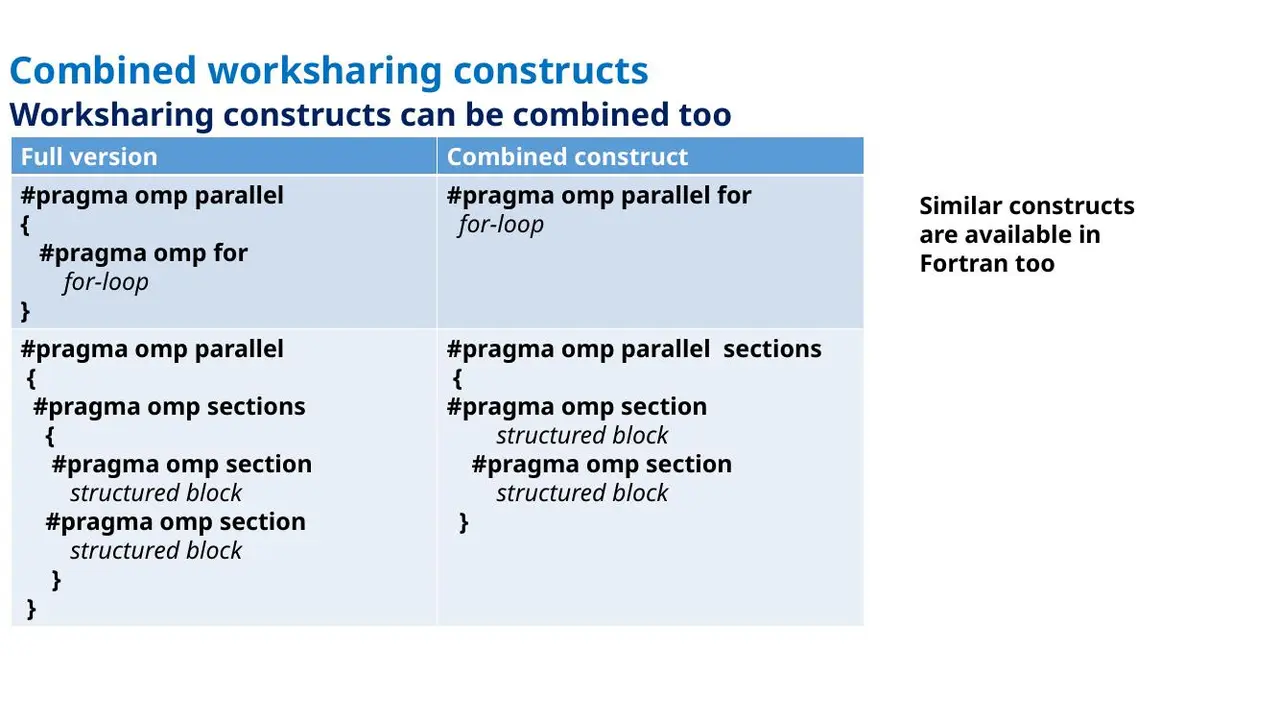 Combined worksharing constructs
Worksharing constructs can be combined too
Full version
Combined construct
#pragma omp parallel
{
#pragma omp for
for-loop
}
#pragma omp parallel for
for-loop
#pragma omp parallel
{
#pragma omp sections
{
#pragma omp section
structured block
#pragma omp section
structured block
}
}
#pragma omp parallel  sections
{
#pragma omp section
structured block
#pragma omp section
structured block
}
Similar constructs
are available in
Fortran too